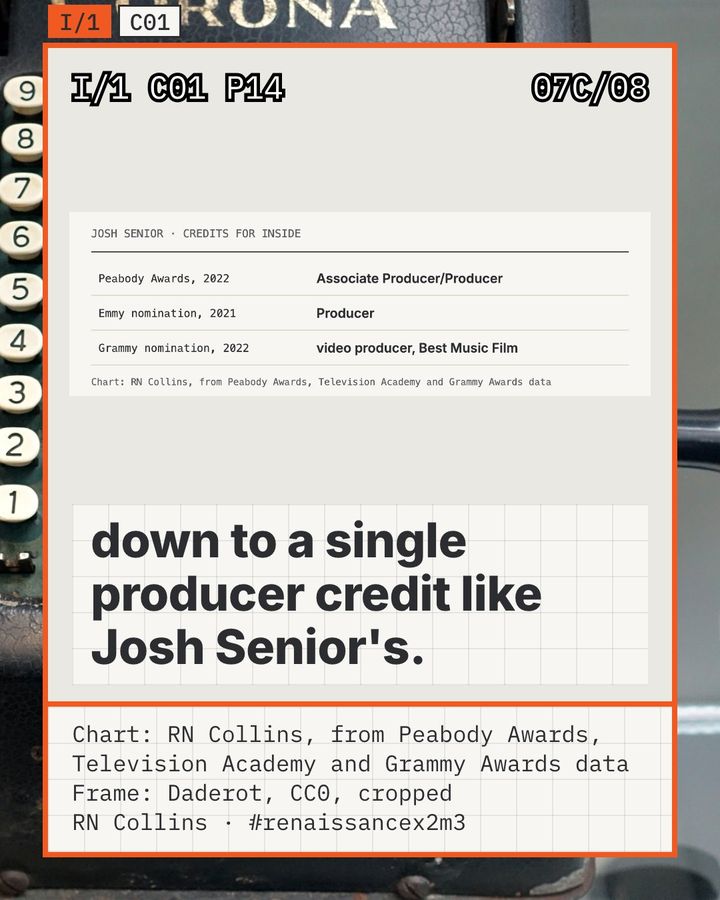 RONA
I/1 C01
I/1 C01 P14 07C/08
9
8
7
6
5
4
3
2
1
JOSH SENIOR · CREDITS FOR INSIDE
Peabody Awards, 2022 Associate Producer/Producer
Emmy nomination, 2021 Producer
Grammy nomination, 2022 video producer, Best Music Film
Chart: RN Collins, from Peabody Awards, Television Academy and Grammy Awards data
down to a single
producer credit like
Josh Senior's.
Chart: RN Collins, from Peabody Awards,
Television Academy and Grammy Awards data
Frame: Daderot, CC0, cropped
RN Collins · #renaissancex2m3